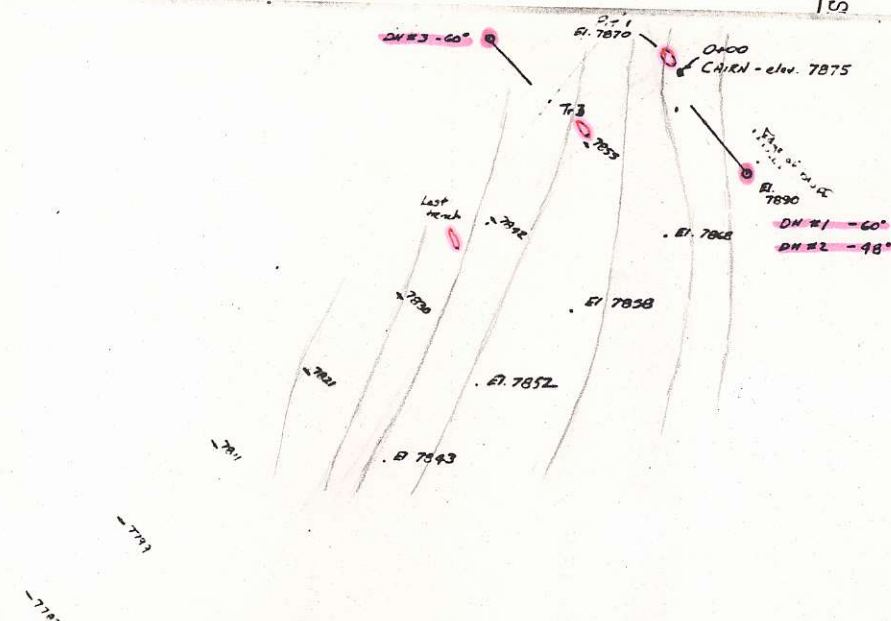 DH #3 -60°
Pit 1
El. 7870
0+00
CAIRN - elev. 7875
Tr 3
7853
El. 7890
DH #1 -60°
DH #2 -48°
Last trench
7842
El. 7868
7830
El 7858
7821
El. 7852
7811
El 7843
7799